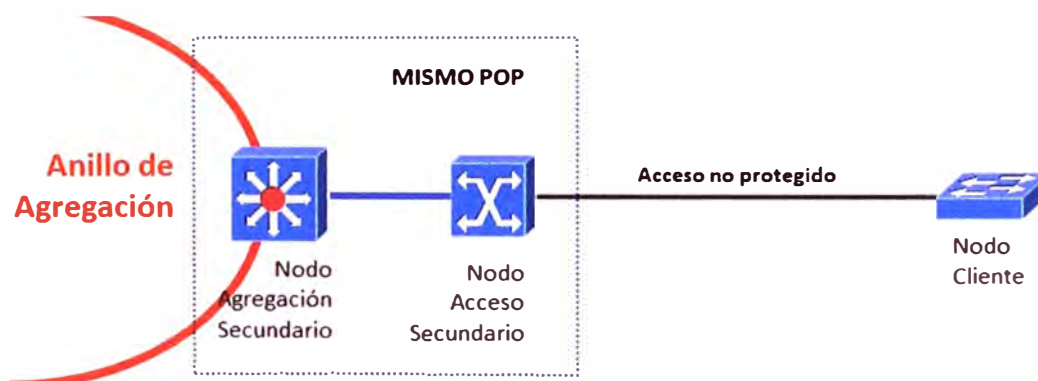 MISMO POP
Anillo de
Agregación
Acceso no protegido
Nodo
Agregación
Secundario
Nodo
Acceso
Secundario
Nodo
Cliente